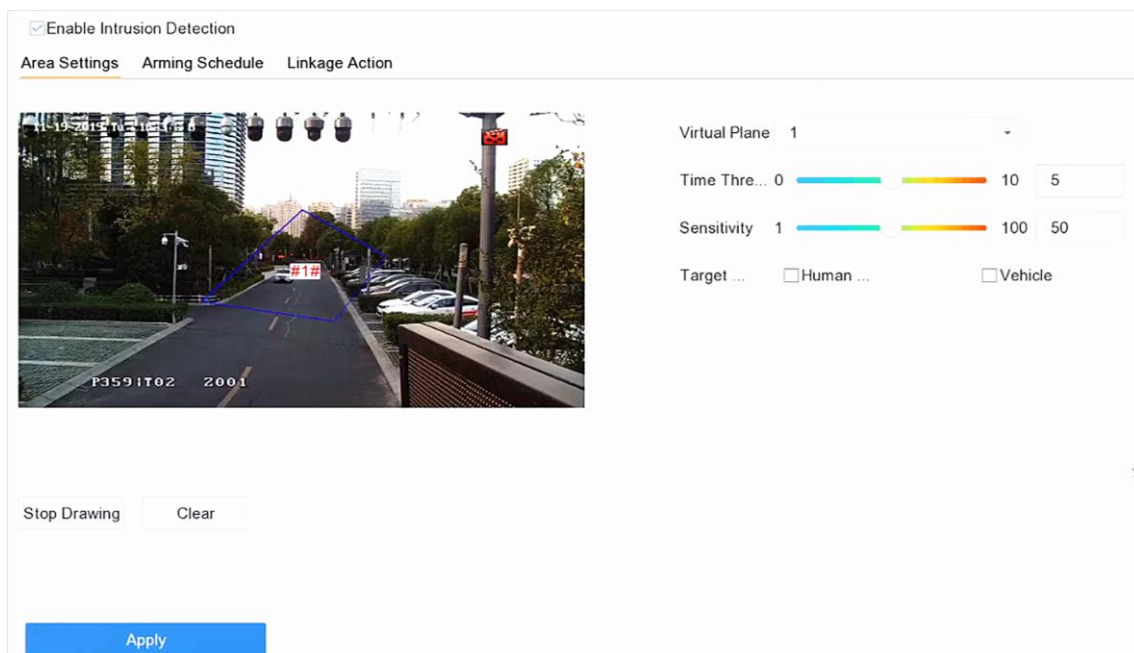 Enable Intrusion Detection
Area Settings Arming Schedule Linkage Action
Virtual Plane 1
Time Thre... 0 10 5
Sensitivity 1 100 50
Target ... Human ... Vehicle
#1#
2001
Stop Drawing Clear
Apply